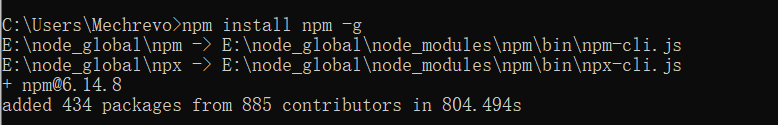 C:\Users\Mechrevo>npm install npm -g
E:\node_global\npm -> E:\node_global\node_modules\npm\bin\npm-cli.js
E:\node_global\npx -> E:\node_global\node_modules\npm\bin\npx-cli.js
+ npm@6.14.8
added 434 packages from 885 contributors in 804.494s